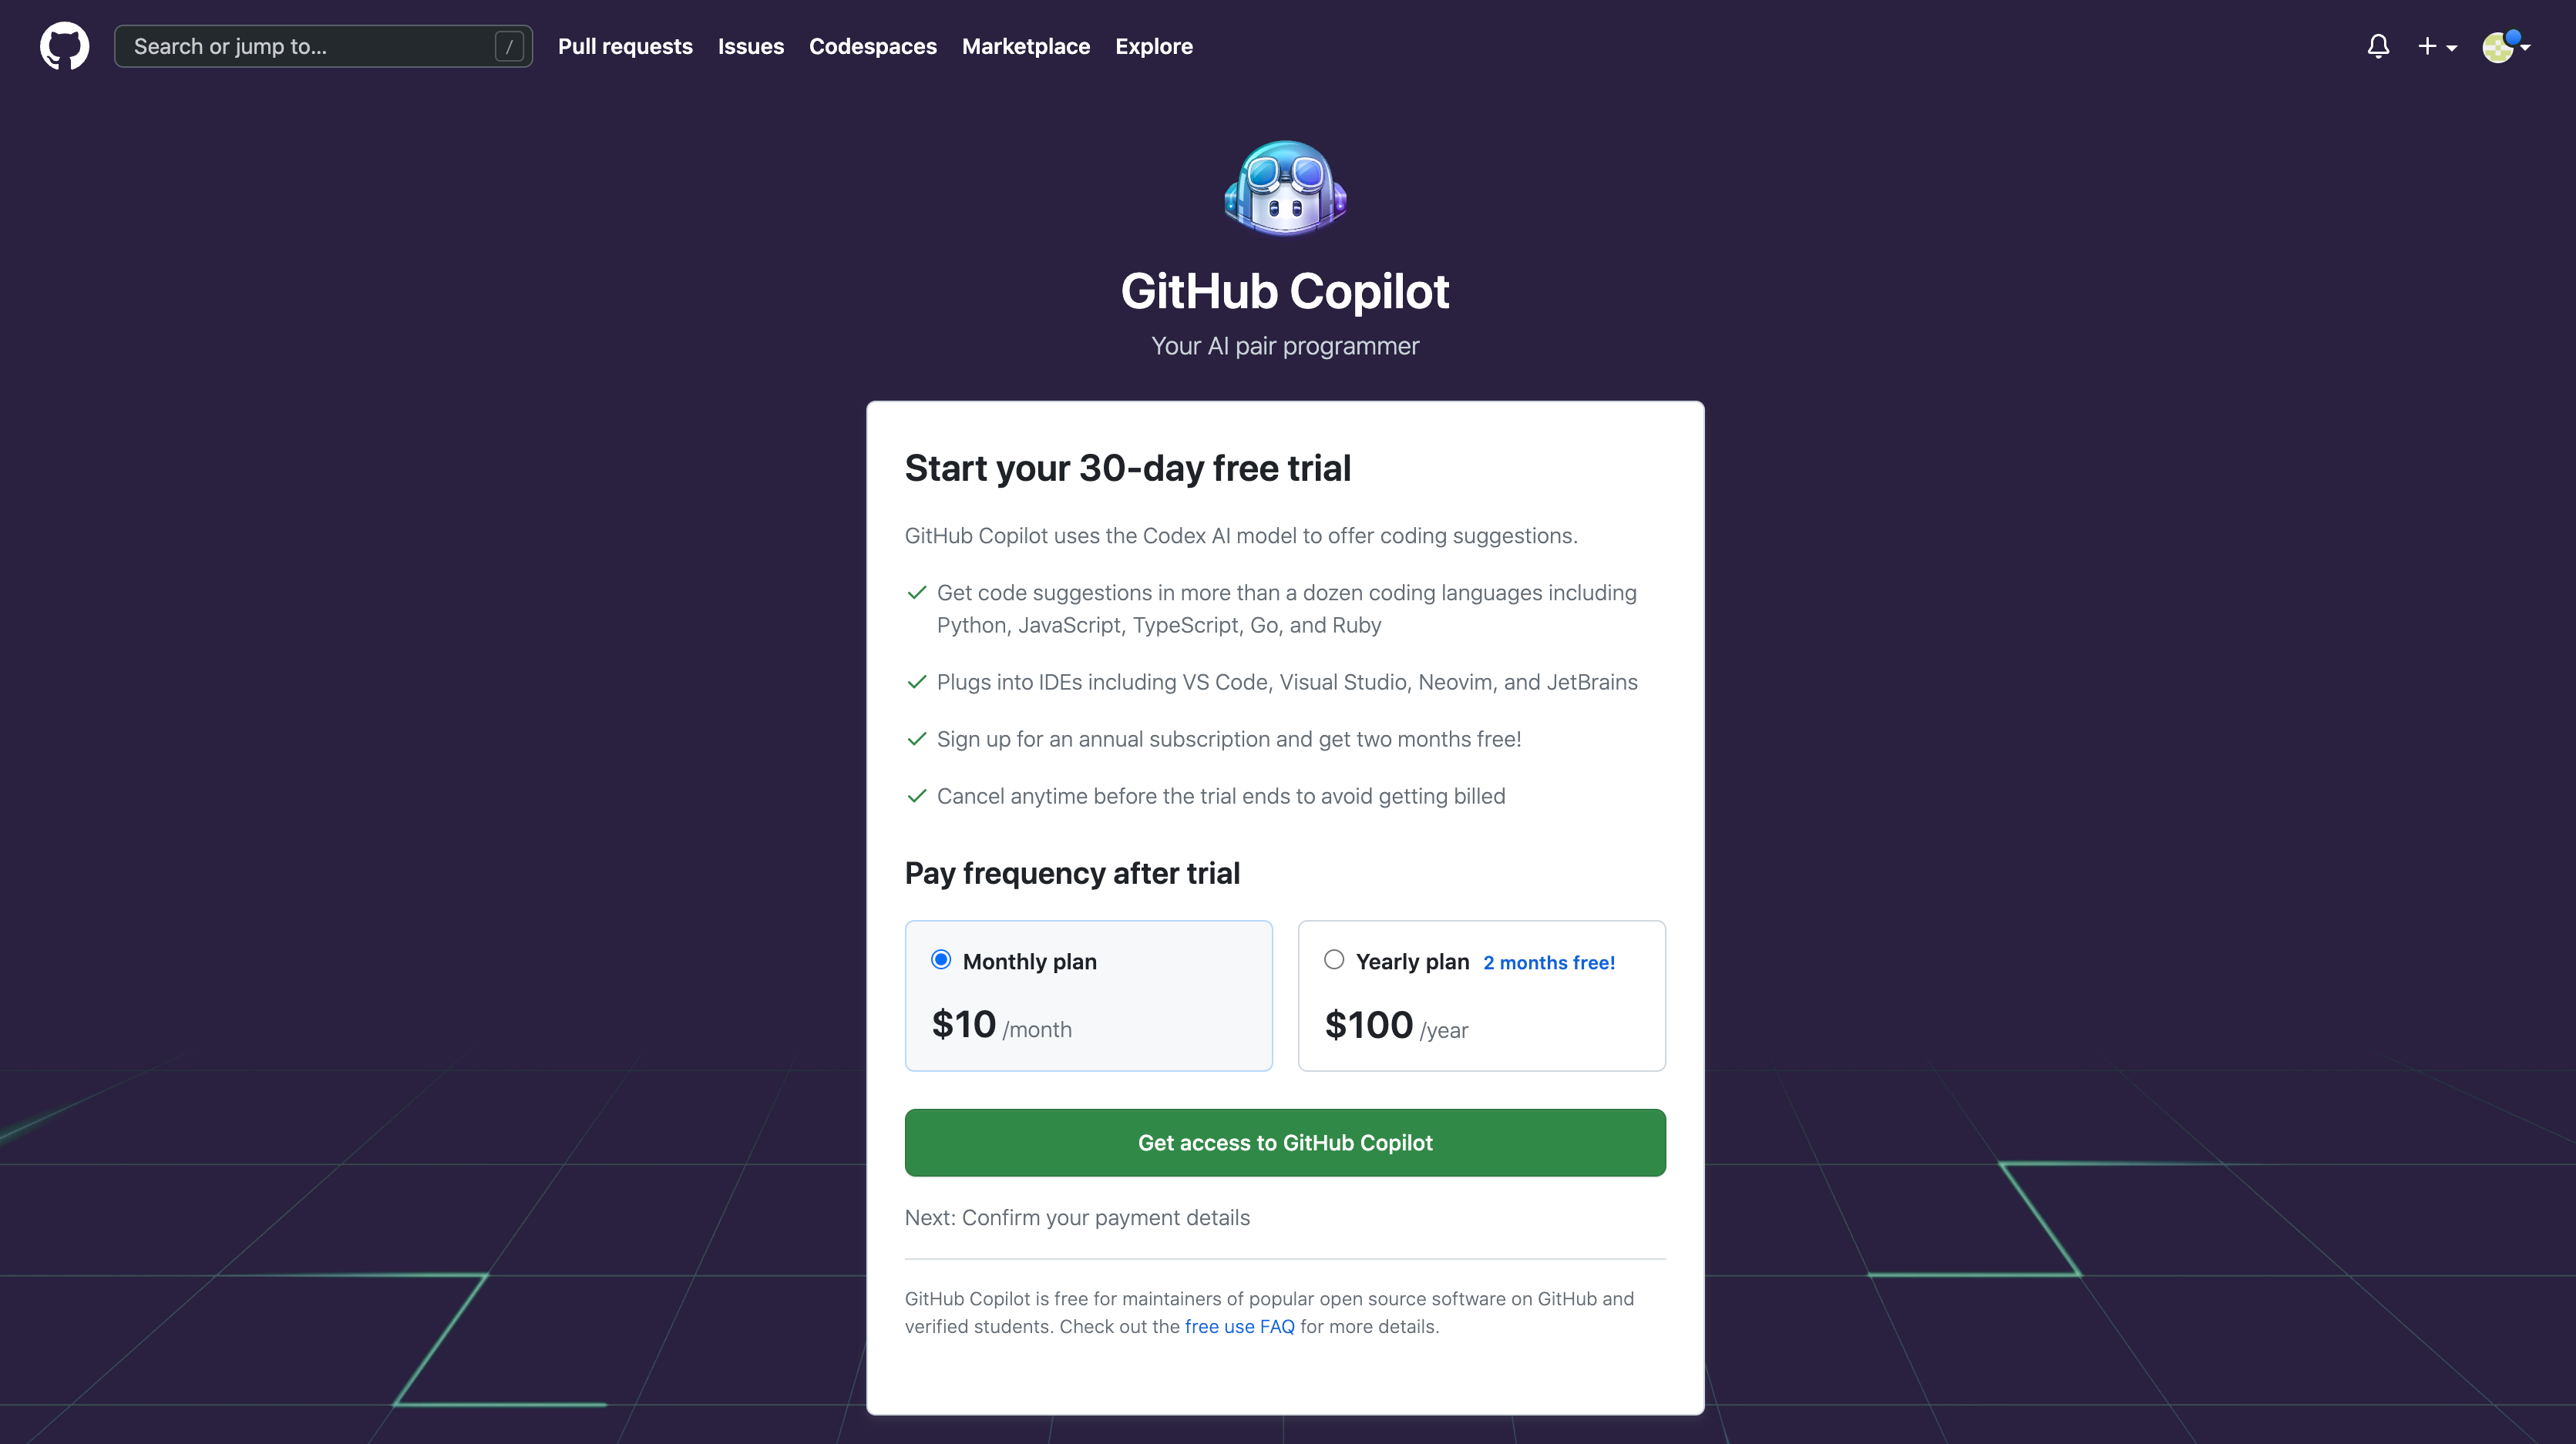 Search or jump to... /
Pull requests Issues Codespaces Marketplace Explore
GitHub Copilot
Your AI pair programmer
Start your 30-day free trial
GitHub Copilot uses the Codex AI model to offer coding suggestions.
Get code suggestions in more than a dozen coding languages including
Python, JavaScript, TypeScript, Go, and Ruby
Plugs into IDEs including VS Code, Visual Studio, Neovim, and JetBrains
Sign up for an annual subscription and get two months free!
Cancel anytime before the trial ends to avoid getting billed
Pay frequency after trial
Monthly plan
$10 /month
Yearly plan 2 months free!
$100 /year
Get access to GitHub Copilot
Next: Confirm your payment details
GitHub Copilot is free for maintainers of popular open source software on GitHub and
verified students. Check out the free use FAQ for more details.